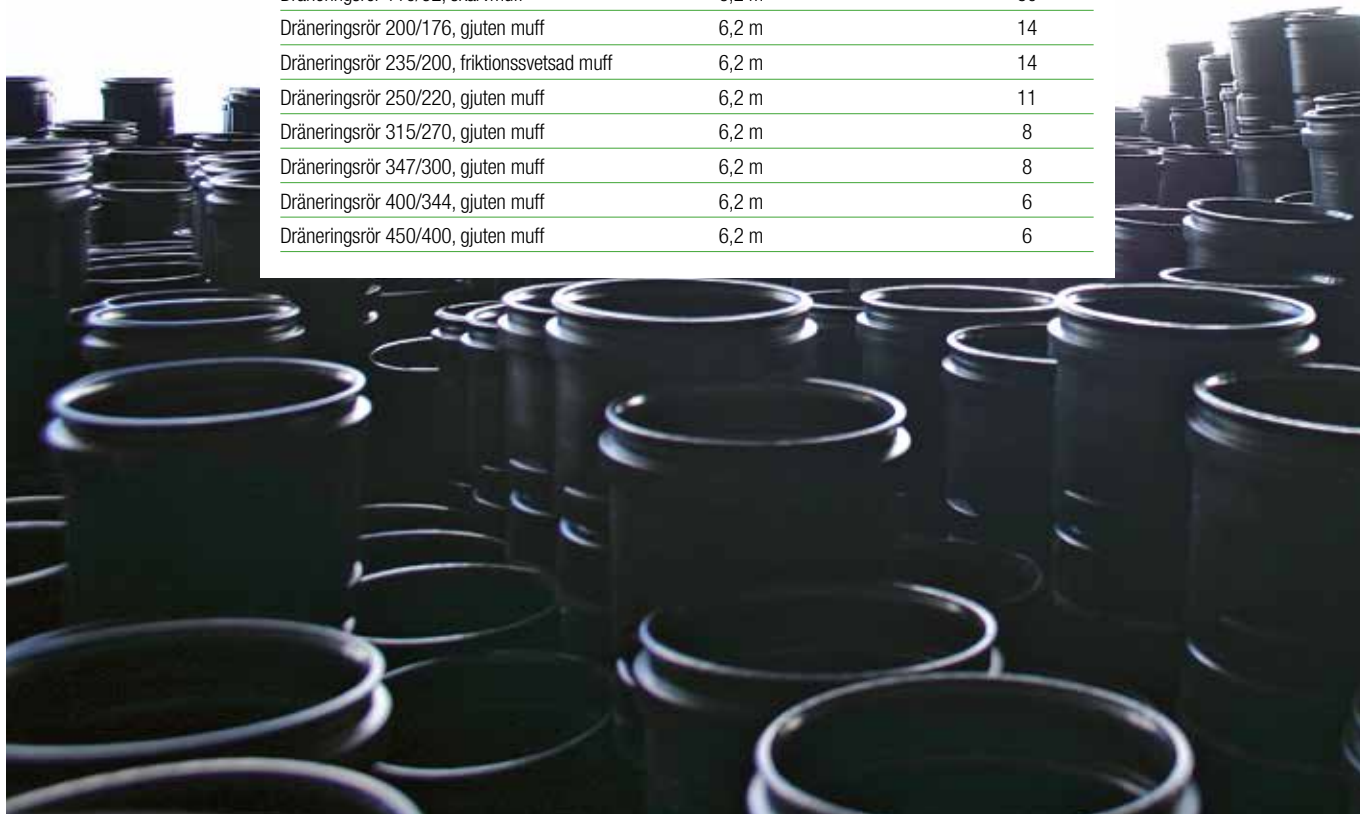 Dräneringsrör 200/176, gjuten muff 6,2 m 14
Dräneringsrör 235/200, friktionssvetsad muff 6,2 m 14
Dräneringsrör 250/220, gjuten muff 6,2 m 11
Dräneringsrör 315/270, gjuten muff 6,2 m 8
Dräneringsrör 347/300, gjuten muff 6,2 m 8
Dräneringsrör 400/344, gjuten muff 6,2 m 6
Dräneringsrör 450/400, gjuten muff 6,2 m 6